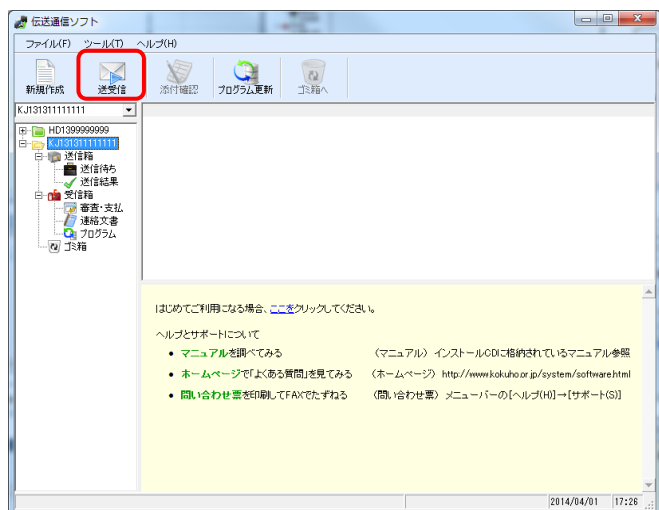 伝送通信ソフト
ファイル(F) ツール(T) ヘルプ(H)
新規作成 送受信 添付確認 プログラム更新 ゴミ箱へ
KJ131311111111
HD1399999999
KJ131311111111
送信箱
送信待ち
送信結果
受信箱
審査・支払
連絡文書
プログラム
ゴミ箱
はじめてご利用になる場合、ここをクリックしてください。
ヘルプとサポートについて
• マニュアルを調べてみる （マニュアル） インストールCDに格納されているマニュアル参照
• ホームページで「よくある質問」を見てみる （ホームページ） http://www.kokuho.or.jp/system/software.html
• 問い合わせ票を印刷してFAXでたずねる （問い合わせ票） メニューバーの[ヘルプ(H)]→[サポート(S)]
2014/04/01 17:26